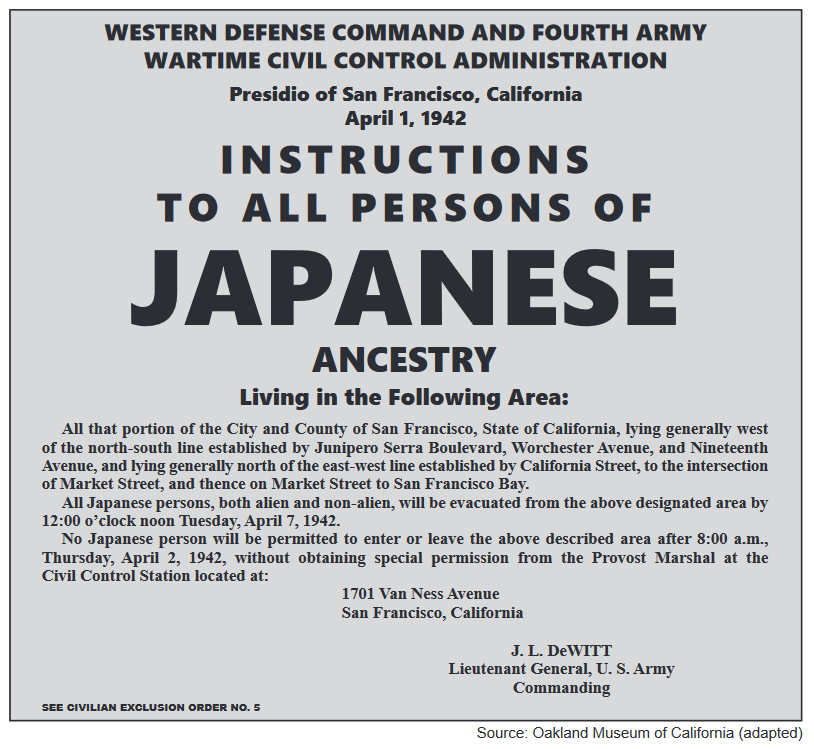 WESTERN DEFENSE COMMAND AND FOURTH ARMY
WARTIME CIVIL CONTROL ADMINISTRATION
Presidio of San Francisco, California
April 1, 1942
INSTRUCTIONS
TO ALL PERSONS OF
JAPANESE
ANCESTRY
Living in the Following Area:
All that portion of the City and County of San Francisco, State of California, lying generally west
of the north-south line established by Junipero Serra Boulevard, Worchester Avenue, and Nineteenth
Avenue, and lying generally north of the east-west line established by California Street, to the intersection
of Market Street, and thence on Market Street to San Francisco Bay.
All Japanese persons, both alien and non-alien, will be evacuated from the above designated area by
12:00 o’clock noon Tuesday, April 7, 1942.
No Japanese person will be permitted to enter or leave the above described area after 8:00 a.m.,
Thursday, April 2, 1942, without obtaining special permission from the Provost Marshal at the
Civil Control Station located at:
1701 Van Ness Avenue
San Francisco, California
J. L. DeWITT
Lieutenant General, U. S. Army
Commanding
SEE CIVILIAN EXCLUSION ORDER NO. 5
Source: Oakland Museum of California (adapted)